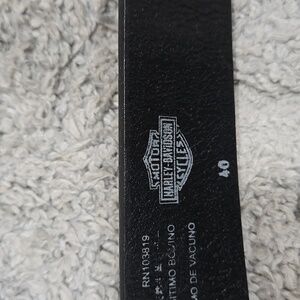 MOTOR
HARLEY-DAVIDSON
CYCLES
40
RN103819
BOVINO
DE VACUNO